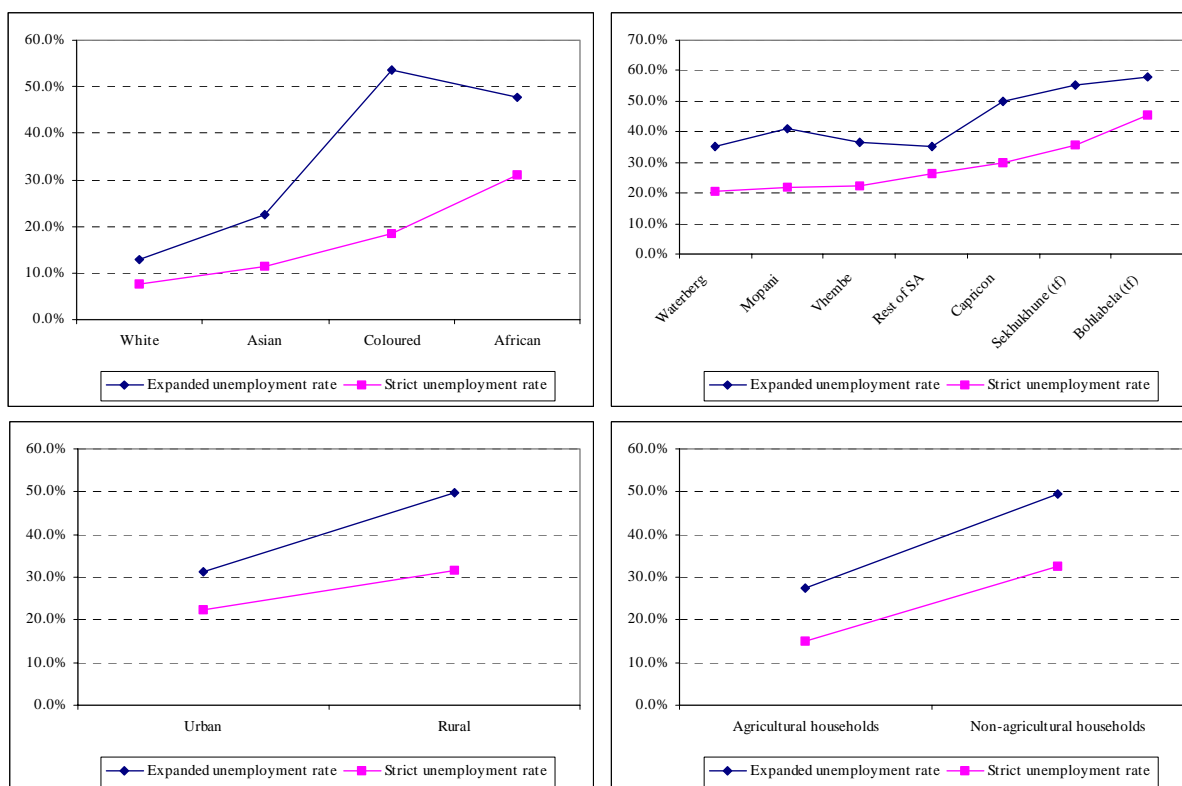 60.0%
50.0%
40.0%
30.0%
20.0%
10.0%
0.0%
White Asian Coloured African
Expanded unemployment rate Strict unemployment rate
70.0%
60.0%
50.0%
40.0%
30.0%
20.0%
10.0%
0.0%
Waterberg
Mopani
Vhembe
Rest of SA
Capricon
Sekhukhune (tf)
Bohlabela (tf)
Expanded unemployment rate Strict unemployment rate
60.0%
50.0%
40.0%
30.0%
20.0%
10.0%
0.0%
Urban Rural
Expanded unemployment rate Strict unemployment rate
60.0%
50.0%
40.0%
30.0%
20.0%
10.0%
0.0%
Agricultural households Non-agricultural households
Expanded unemployment rate Strict unemployment rate